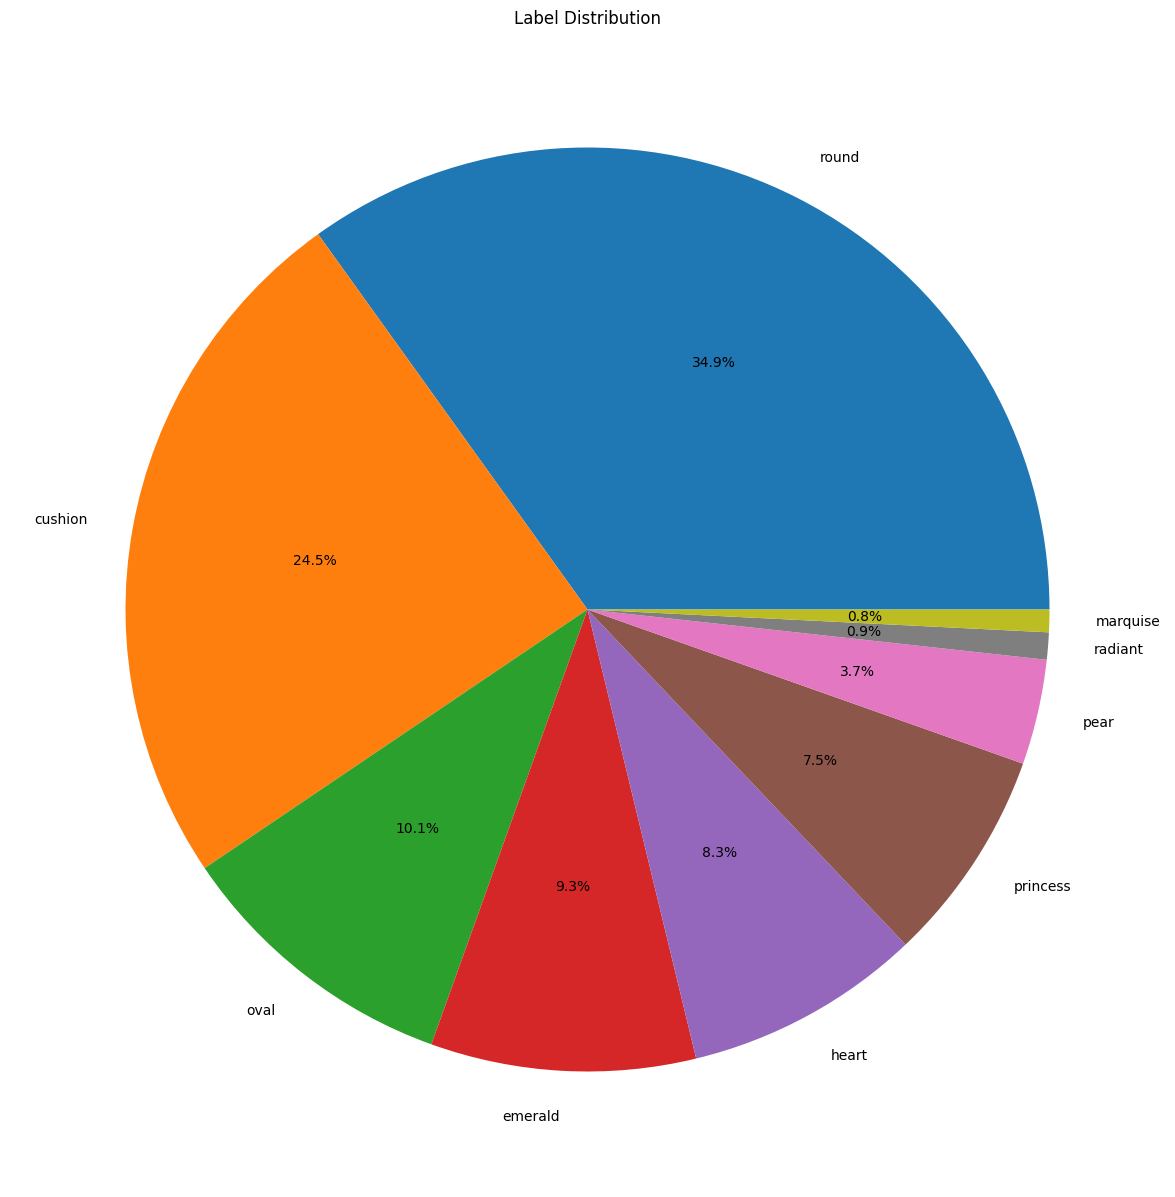 Label Distribution
round
34.9%
cushion
24.5%
oval
10.1%
emerald
9.3%
heart
8.3%
princess
7.5%
pear
3.7%
radiant
0.9%
marquise
0.8%